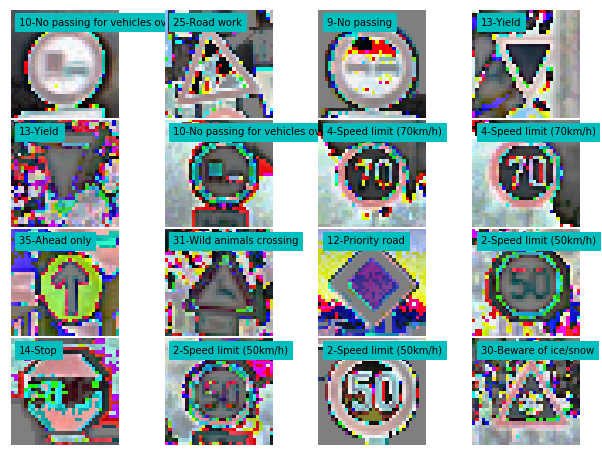 10-No passing for vehicles ov
25-Road work
9-No passing
13-Yield
13-Yield
10-No passing for vehicles ov
4-Speed limit (70km/h)
4-Speed limit (70km/h)
70
70
35-Ahead only
31-Wild animals crossing
12-Priority road
2-Speed limit (50km/h)
50
14-Stop
2-Speed limit (50km/h)
2-Speed limit (50km/h)
30-Beware of ice/snow
50
50